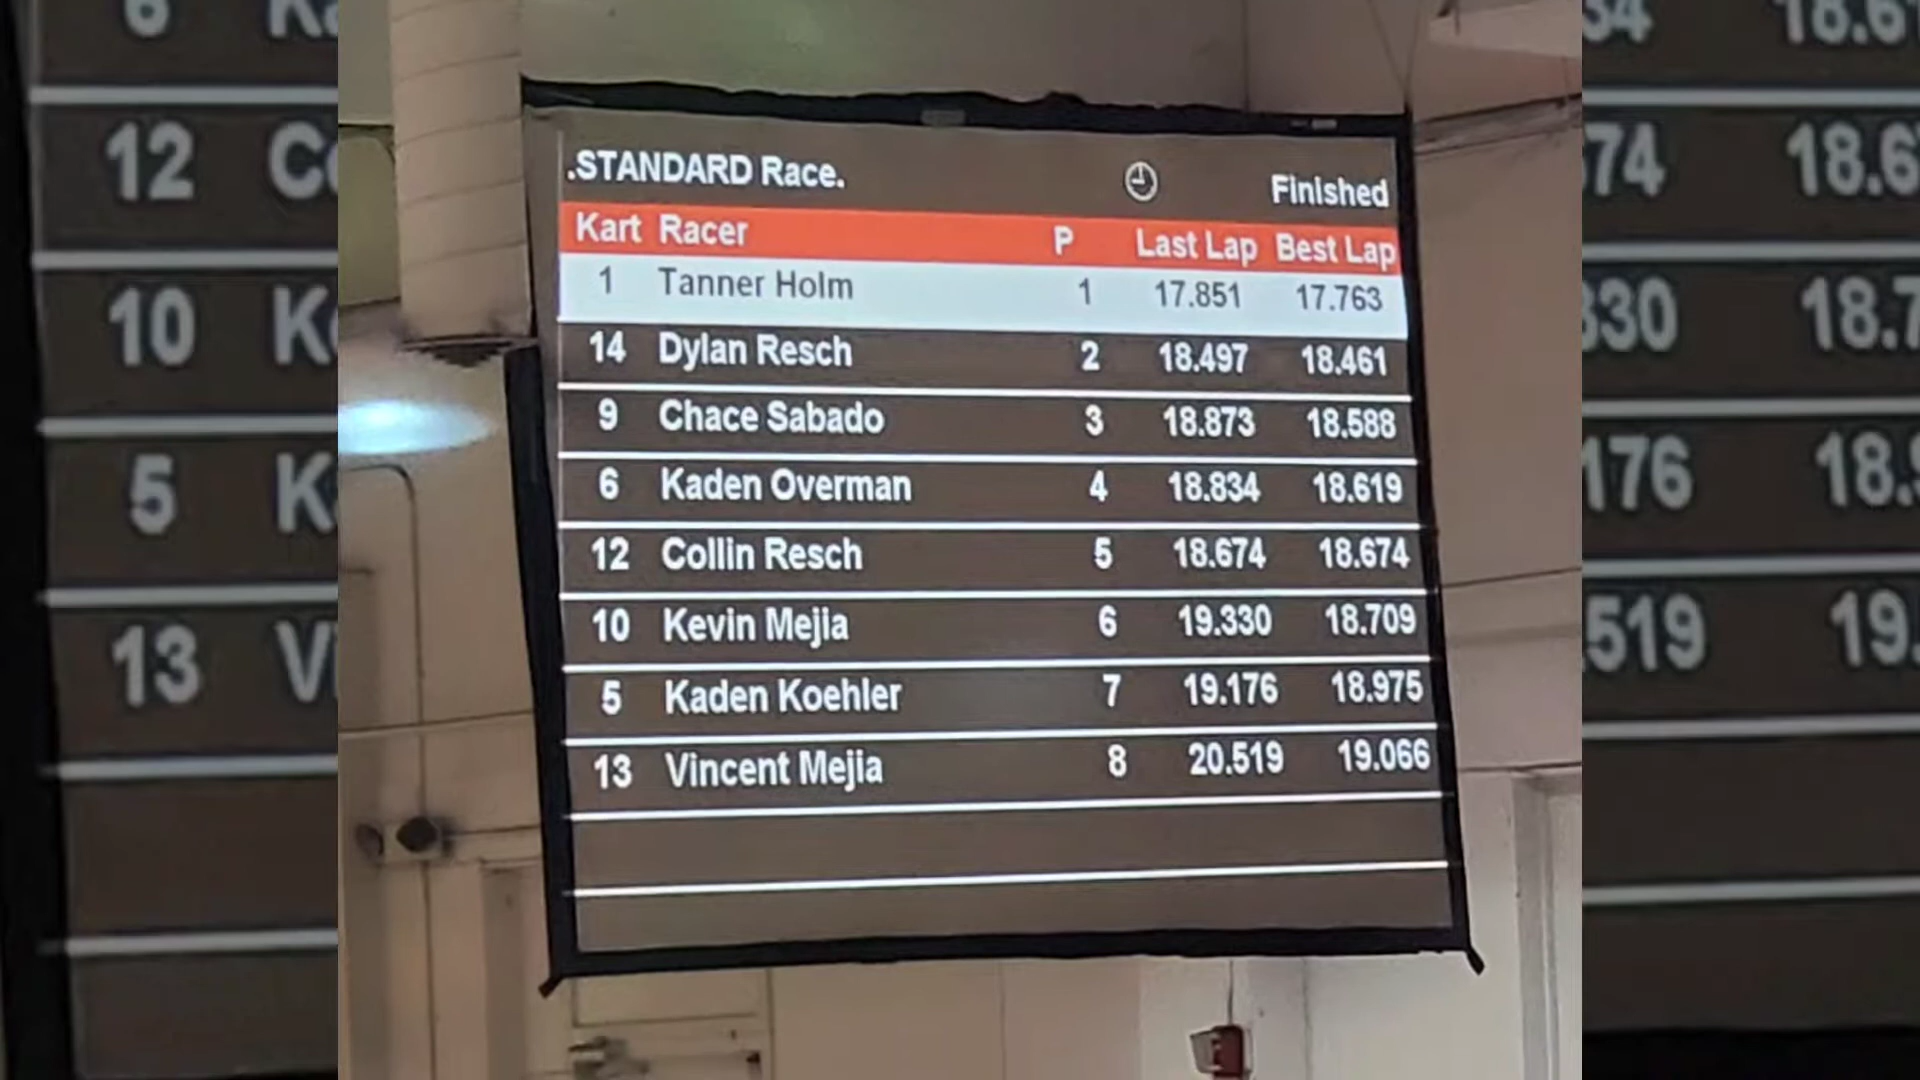 .STANDARD Race. Finished
Kart Racer P Last Lap Best Lap
1 Tanner Holm 1 17.851 17.763
14 Dylan Resch 2 18.497 18.461
9 Chace Sabado 3 18.873 18.588
6 Kaden Overman 4 18.834 18.619
12 Collin Resch 5 18.674 18.674
10 Kevin Mejia 6 19.330 18.709
5 Kaden Koehler 7 19.176 18.975
13 Vincent Mejia 8 20.519 19.066